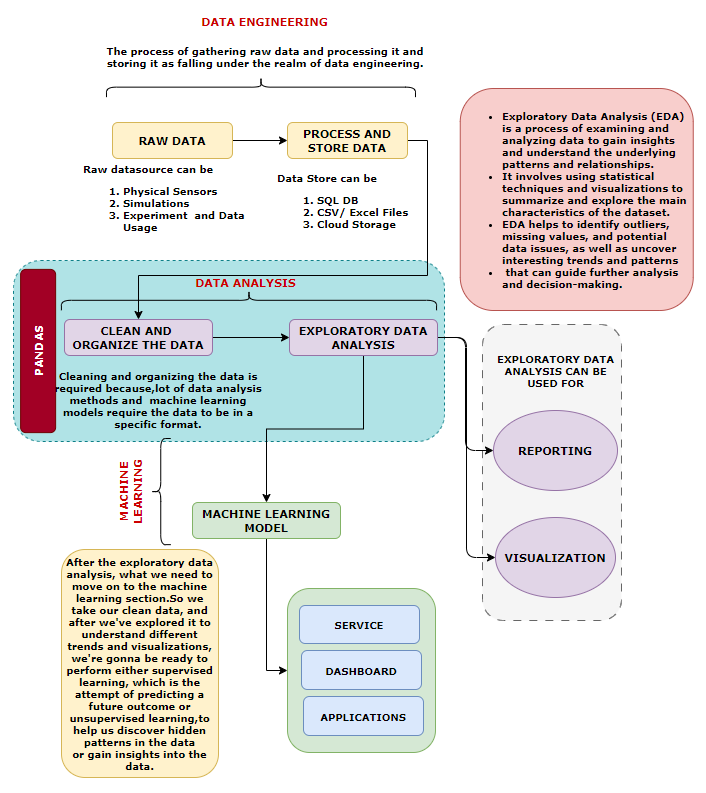 DATA ENGINEERING
The process of gathering raw data and processing it and
storing it as falling under the realm of data engineering.
RAW DATA
PROCESS AND
STORE DATA
Raw datasource can be
1. Physical Sensors
2. Simulations
3. Experiment and Data
Usage
Data Store can be
1. SQL DB
2. CSV/ Excel Files
3. Cloud Storage
• Exploratory Data Analysis (EDA)
is a process of examining and
analyzing data to gain insights
and understand the underlying
patterns and relationships.
• It involves using statistical
techniques and visualizations to
summarize and explore the main
characteristics of the dataset.
• EDA helps to identify outliers,
missing values, and potential
data issues, as well as uncover
interesting trends and patterns
• that can guide further analysis
and decision-making.
PANDAS
DATA ANALYSIS
CLEAN AND
ORGANIZE THE DATA
EXPLORATORY DATA
ANALYSIS
Cleaning and organizing the data is
required because,lot of data analysis
methods and machine learning
models require the data to be in a
specific format.
EXPLORATORY DATA
ANALYSIS CAN BE
USED FOR
REPORTING
VISUALIZATION
MACHINE
LEARNING
MACHINE LEARNING
MODEL
After the exploratory data
analysis, what we need to
move on to the machine
learning section.So we
take our clean data, and
after we've explored it to
understand different
trends and visualizations,
we're gonna be ready to
perform either supervised
learning, which is the
attempt of predicting a
future outcome or
unsupervised learning,to
help us discover hidden
patterns in the data
or gain insights into the
data.
SERVICE
DASHBOARD
APPLICATIONS